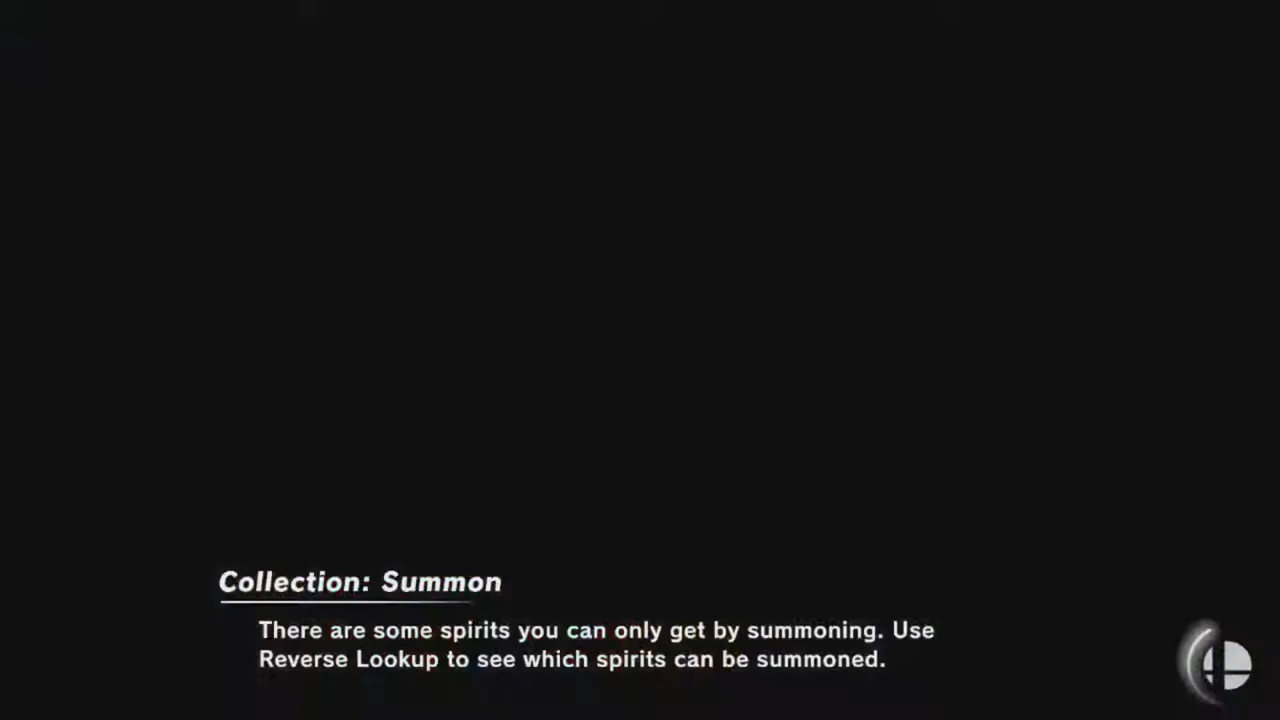 Collection: Summon
There are some spirits you can only get by summoning. Use
Reverse Lookup to see which spirits can be summoned.